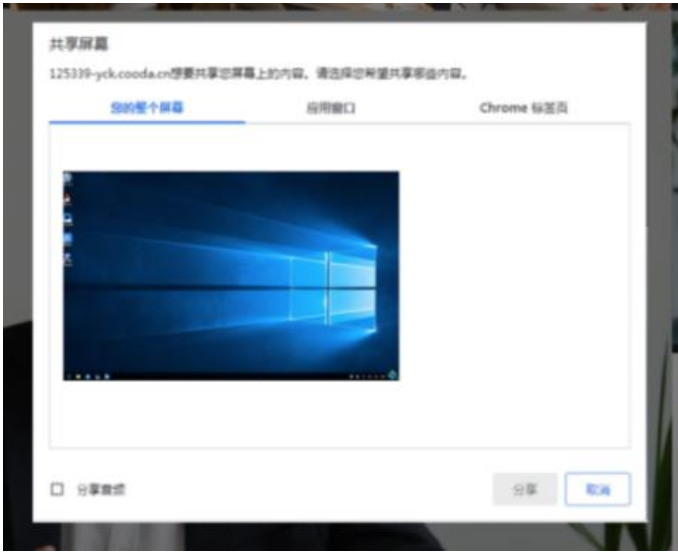 共享屏幕
125339-yck.cooda.cn想要共享您屏幕上的内容。请选择您希望共享哪些内容。
您的整个屏幕
应用窗口
Chrome 标签页
分享音频
分享
取消